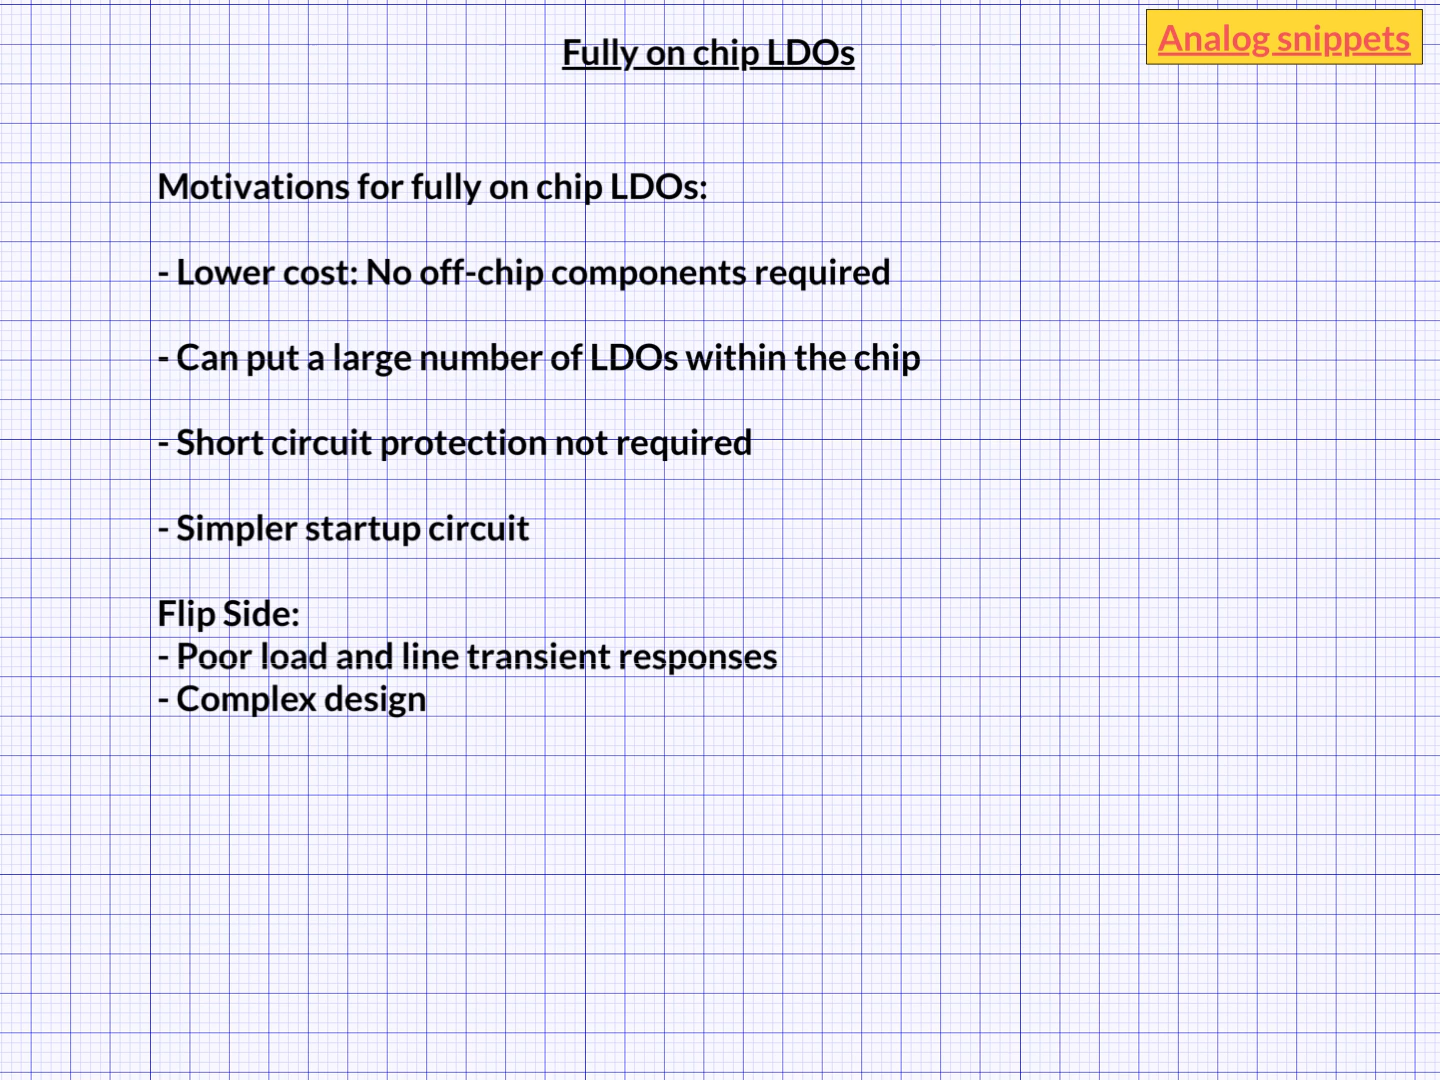 Fully on chip LDOs
Analog snippets
Motivations for fully on chip LDOs:
- Lower cost: No off-chip components required
- Can put a large number of LDOs within the chip
- Short circuit protection not required
- Simpler startup circuit
Flip Side:
- Poor load and line transient responses
- Complex design